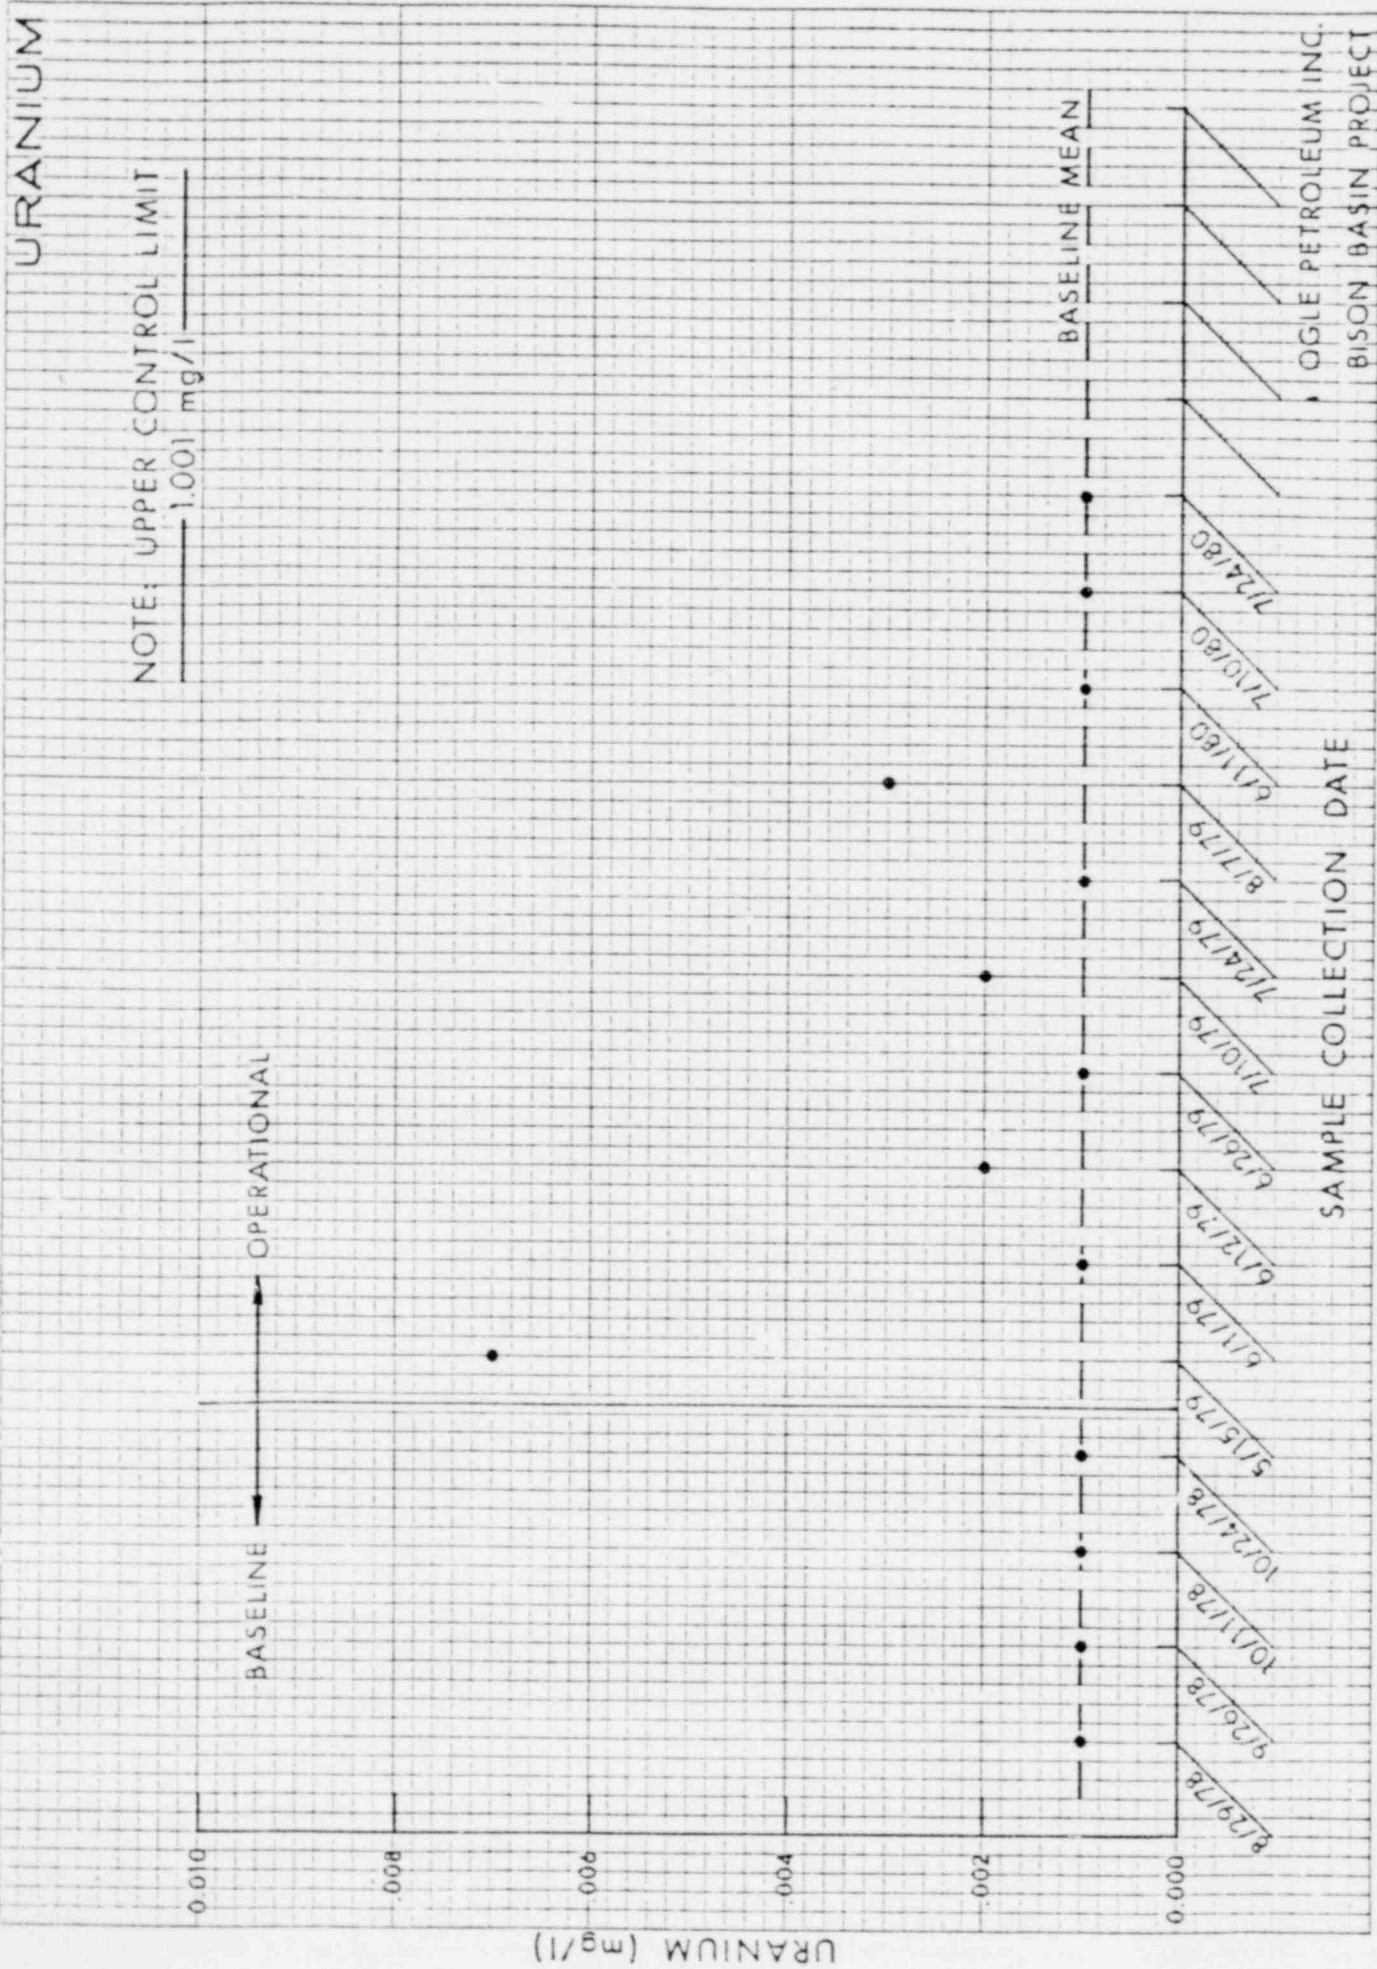 URANIUM
NOTE: UPPER CONTROL LIMIT
1.001 mg/l
BASELINE
OPERATIONAL
URANIUM (mg/l)
0.010
.008
.006
.004
.002
0.000
BASELINE MEAN
8/29/78
9/26/78
10/11/78
10/24/78
5/15/79
6/1/79
6/12/79
6/26/79
7/10/79
7/24/79
8/7/79
6/11/80
7/10/80
7/24/80
SAMPLE COLLECTION DATE
OGLE PETROLEUM INC.
BISON BASIN PROJECT